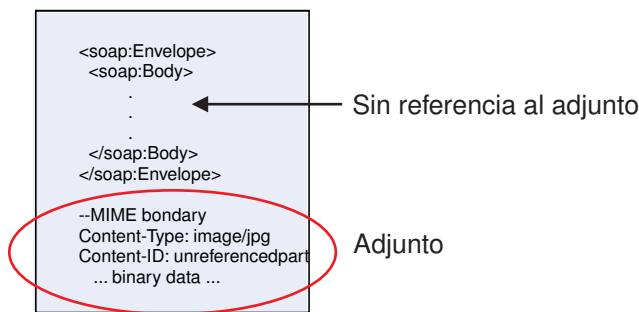 <soap:Envelope>
<soap:Body>
.
.
.
Sin referencia al adjunto
</soap:Body>
</soap:Envelope>
--MIME bondary
Content-Type: image/jpg
Content-ID: unreferencedpart
... binary data ...
Adjunto